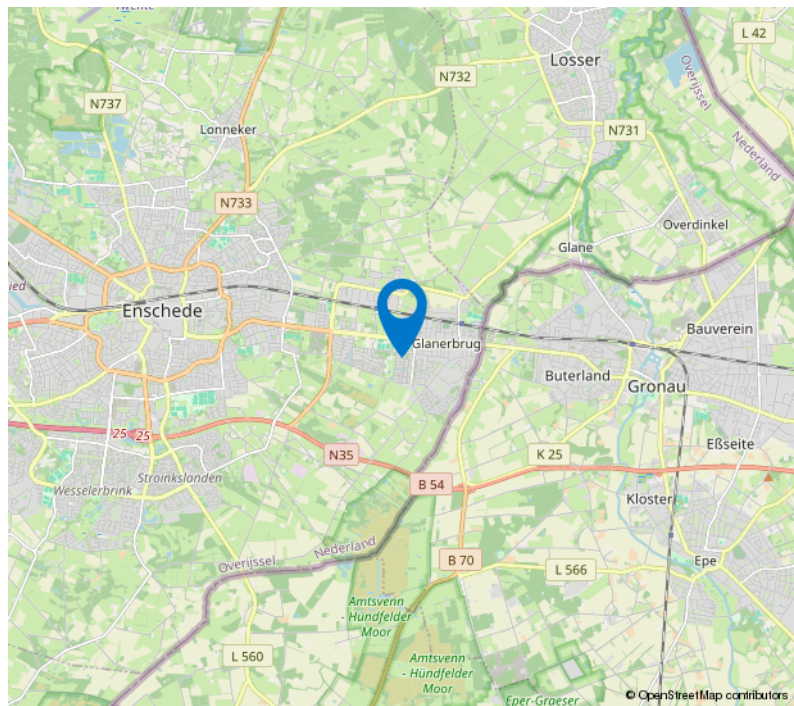 Twente
L 42
Losser
Overijssel
N732
N737
N731
Lonneker
Nederland
N733
Overdinkel
Glane
Enschede
Bauverein
Glanerbrug
Buterland
Gronau
25
25
Eßseite
N35
K 25
Stroinkslanden
B 54
Wesselerbrink
Kloster
Nederland
Overijssel
B 70
Epe
L 566
Amtsvenn
- Hündfelder
Moor
L 560
Amtsvenn
- Hündfelder
Moor
Eper-Graeser
© OpenStreetMap contributors